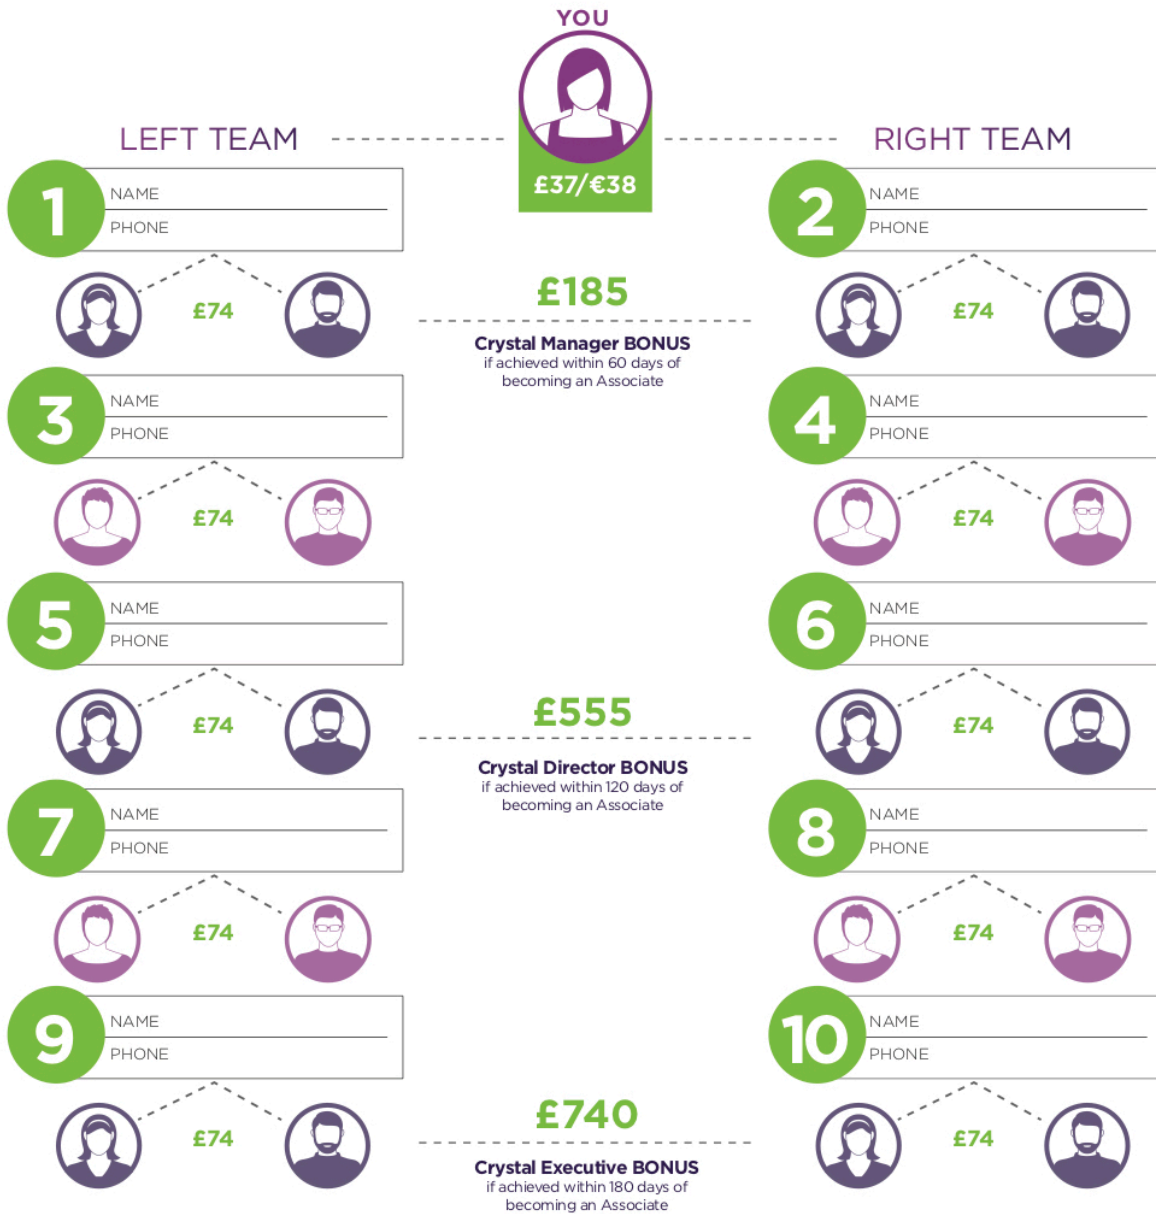 YOU
LEFT TEAM
RIGHT TEAM
£37/€38
1
NAME
PHONE
2
NAME
PHONE
£74
£185
£74
Crystal Manager BONUS
if achieved within 60 days of
becoming an Associate
3
NAME
PHONE
4
NAME
PHONE
£74
£74
5
NAME
PHONE
6
NAME
PHONE
£74
£555
£74
Crystal Director BONUS
if achieved within 120 days of
becoming an Associate
7
NAME
PHONE
8
NAME
PHONE
£74
£74
9
NAME
PHONE
10
NAME
PHONE
£74
£740
£74
Crystal Executive BONUS
if achieved within 180 days of
becoming an Associate